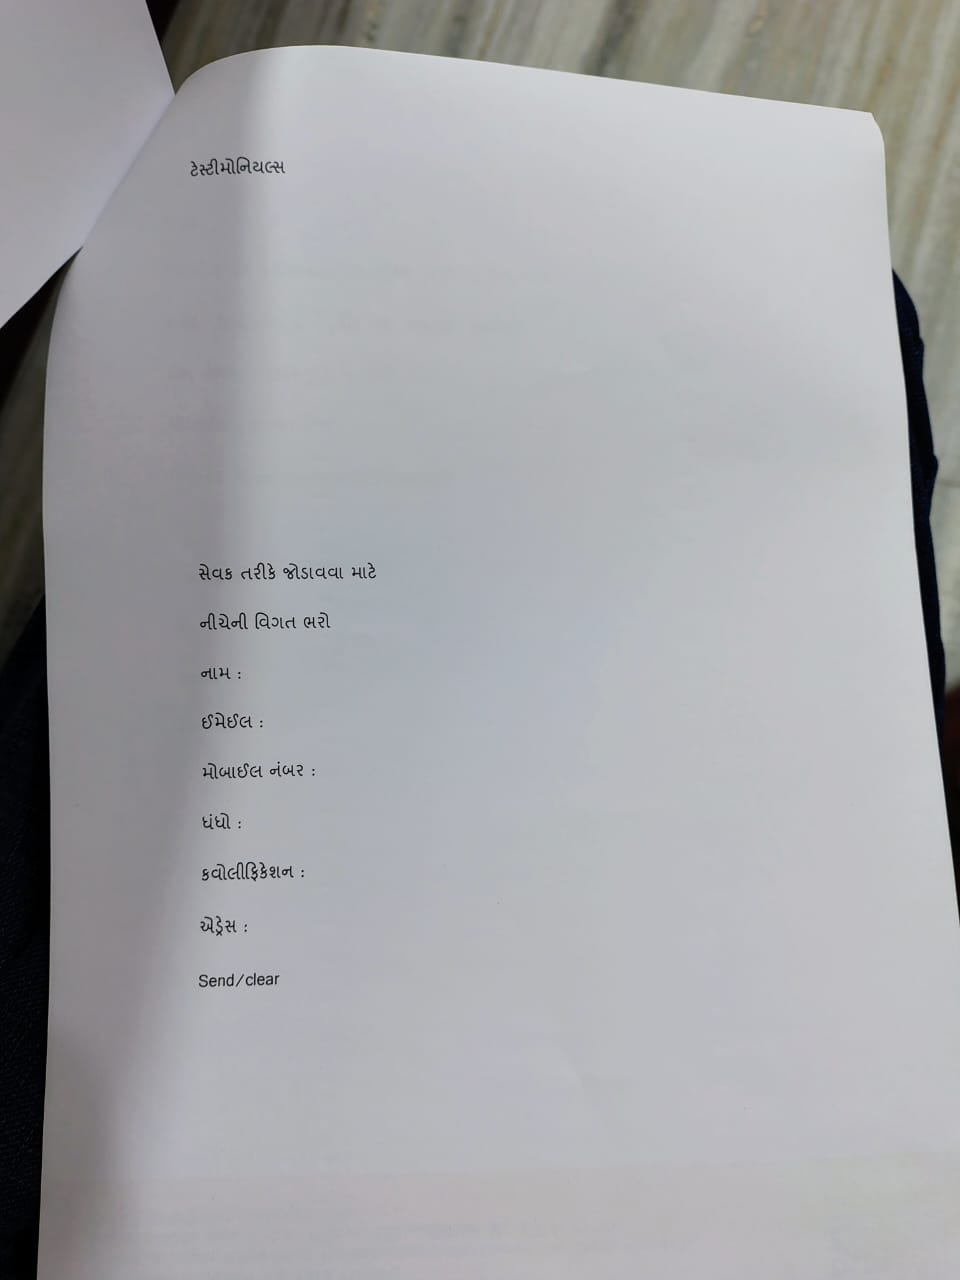 ટેસ્ટીમોનિયલ્સ
સેવક તરીકે જોડાવવા માટે
નીચેની વિગત ભરો
નામ :
ઈમેઈલ :
મોબાઈલ નંબર :
ધંધો :
કવોલીફિકેશન :
એડ્રેસ :
Send/clear